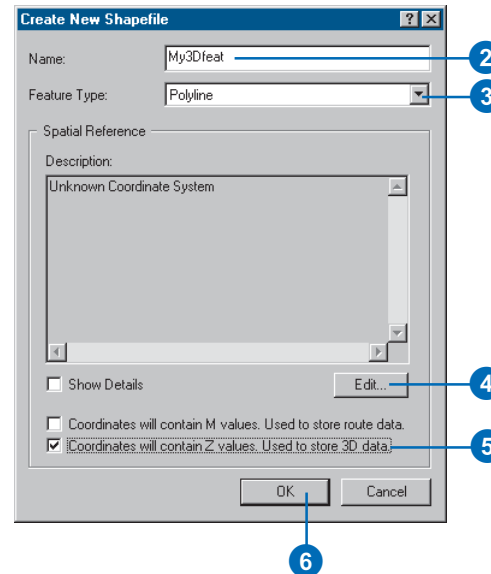 Create New Shapefile
Name: My3Dfeat 2
Feature Type: Polyline 3
Spatial Reference
Description:
Unknown Coordinate System
Show Details Edit... 4
Coordinates will contain M values. Used to store route data.
Coordinates will contain Z values. Used to store 3D data. 5
OK Cancel
6